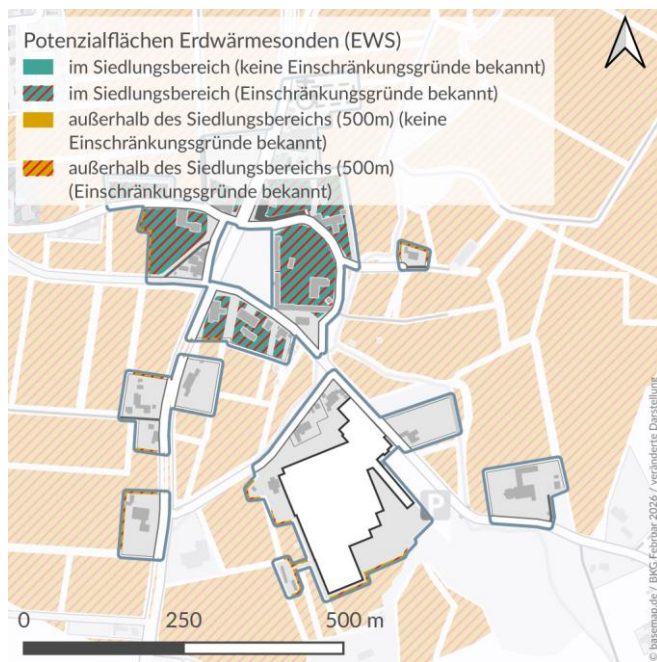 Potenzialflächen Erdwärmesonden (EWS)
im Siedlungsbereich (keine Einschränkungsgründe bekannt)
im Siedlungsbereich (Einschränkungsgründe bekannt)
außerhalb des Siedlungsbereichs (500m) (keine
Einschränkungsgründe bekannt)
außerhalb des Siedlungsbereichs (500m)
(Einschränkungsgründe bekannt)
P
0 250 500 m
© basemap.de / BKG Februar 2026 / veränderte Darstellung